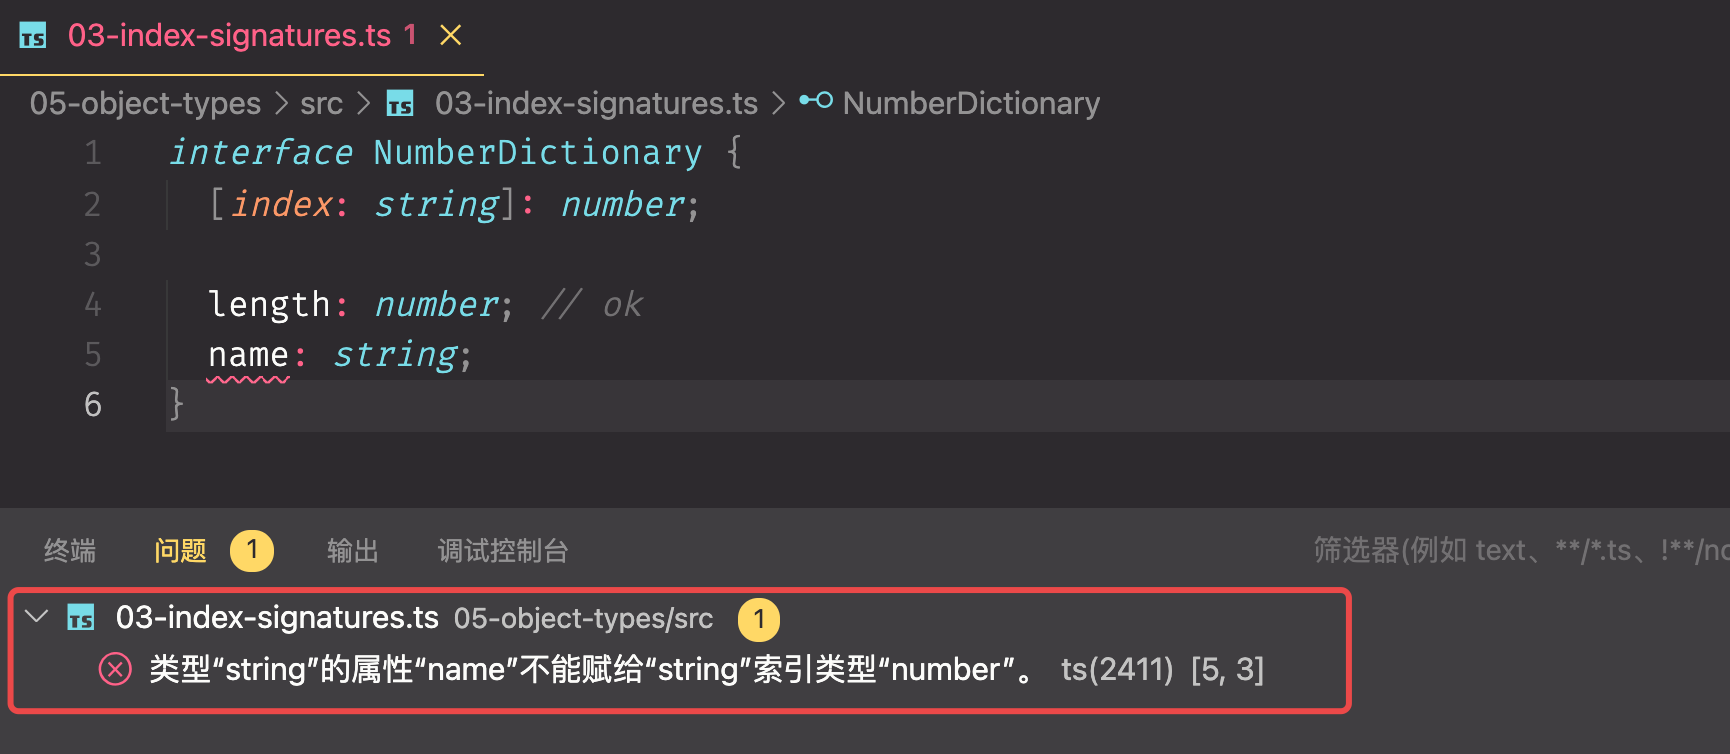 TS 03-index-signatures.ts 1
05-object-types > src > TS 03-index-signatures.ts > NumberDictionary
1 interface NumberDictionary {
2 [index: string]: number;
3
4 length: number; // ok
5 name: string;
6 }
终端 问题 1 输出 调试控制台 筛选器(例如 text、**/*.ts、!**/no
TS 03-index-signatures.ts 05-object-types/src 1
类型“string”的属性“name”不能赋给“string”索引类型“number”。 ts(2411) [5, 3]